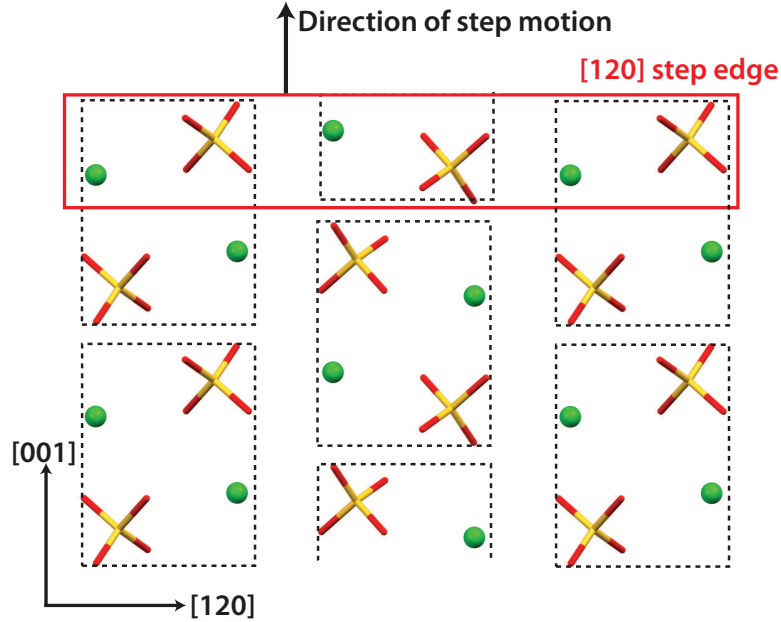 Direction of step motion
[120] step edge
[001]
[120]